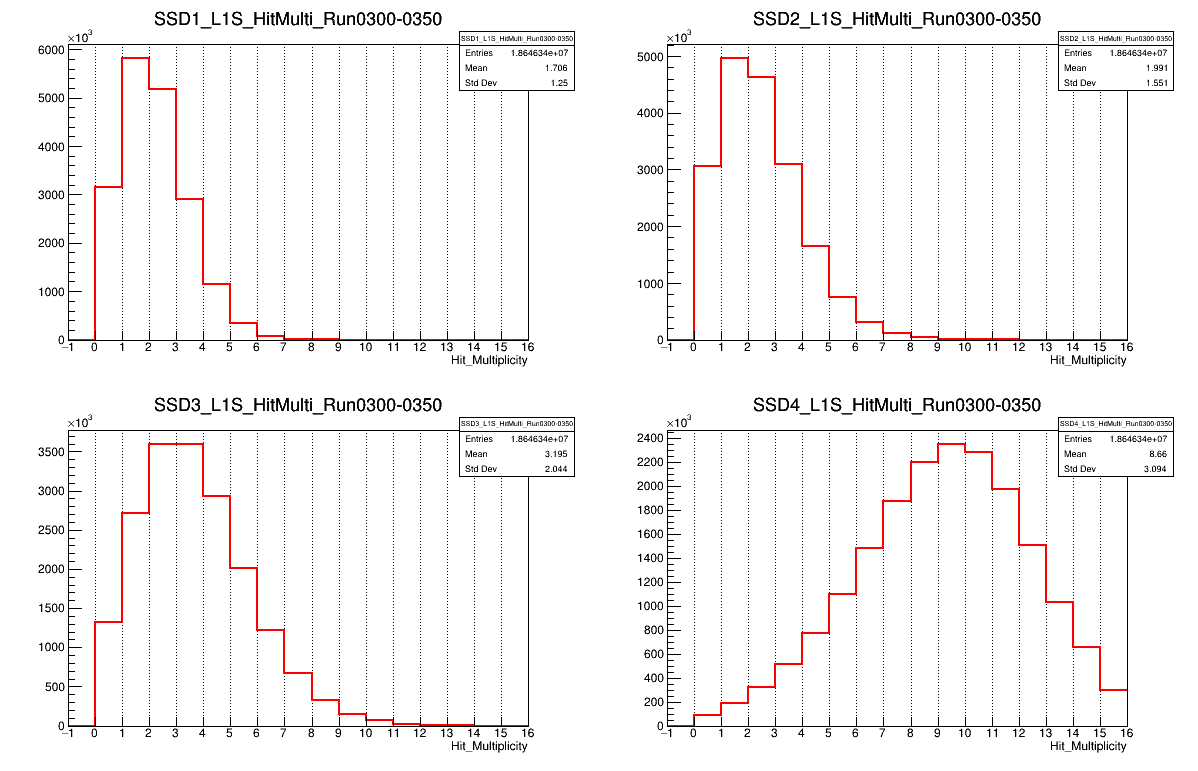 SSD1_L1S_HitMulti_Run0300-0350
×10³
SSD1_L1S_HitMulti_Run0300-0350
Entries 1.864634e+07
Mean 1.706
Std Dev 1.25
6000
5000
4000
3000
2000
1000
0
−1 0 1 2 3 4 5 6 7 8 9 10 11 12 13 14 15 16
Hit_Multiplicity
SSD2_L1S_HitMulti_Run0300-0350
×10³
SSD2_L1S_HitMulti_Run0300-0350
Entries 1.864634e+07
Mean 1.991
Std Dev 1.551
5000
4000
3000
2000
1000
0
−1 0 1 2 3 4 5 6 7 8 9 10 11 12 13 14 15 16
Hit_Multiplicity
SSD3_L1S_HitMulti_Run0300-0350
×10³
SSD3_L1S_HitMulti_Run0300-0350
Entries 1.864634e+07
Mean 3.195
Std Dev 2.044
3500
3000
2500
2000
1500
1000
500
0
−1 0 1 2 3 4 5 6 7 8 9 10 11 12 13 14 15 16
Hit_Multiplicity
SSD4_L1S_HitMulti_Run0300-0350
×10³
SSD4_L1S_HitMulti_Run0300-0350
Entries 1.864634e+07
Mean 8.66
Std Dev 3.094
2400
2200
2000
1800
1600
1400
1200
1000
800
600
400
200
0
−1 0 1 2 3 4 5 6 7 8 9 10 11 12 13 14 15 16
Hit_Multiplicity